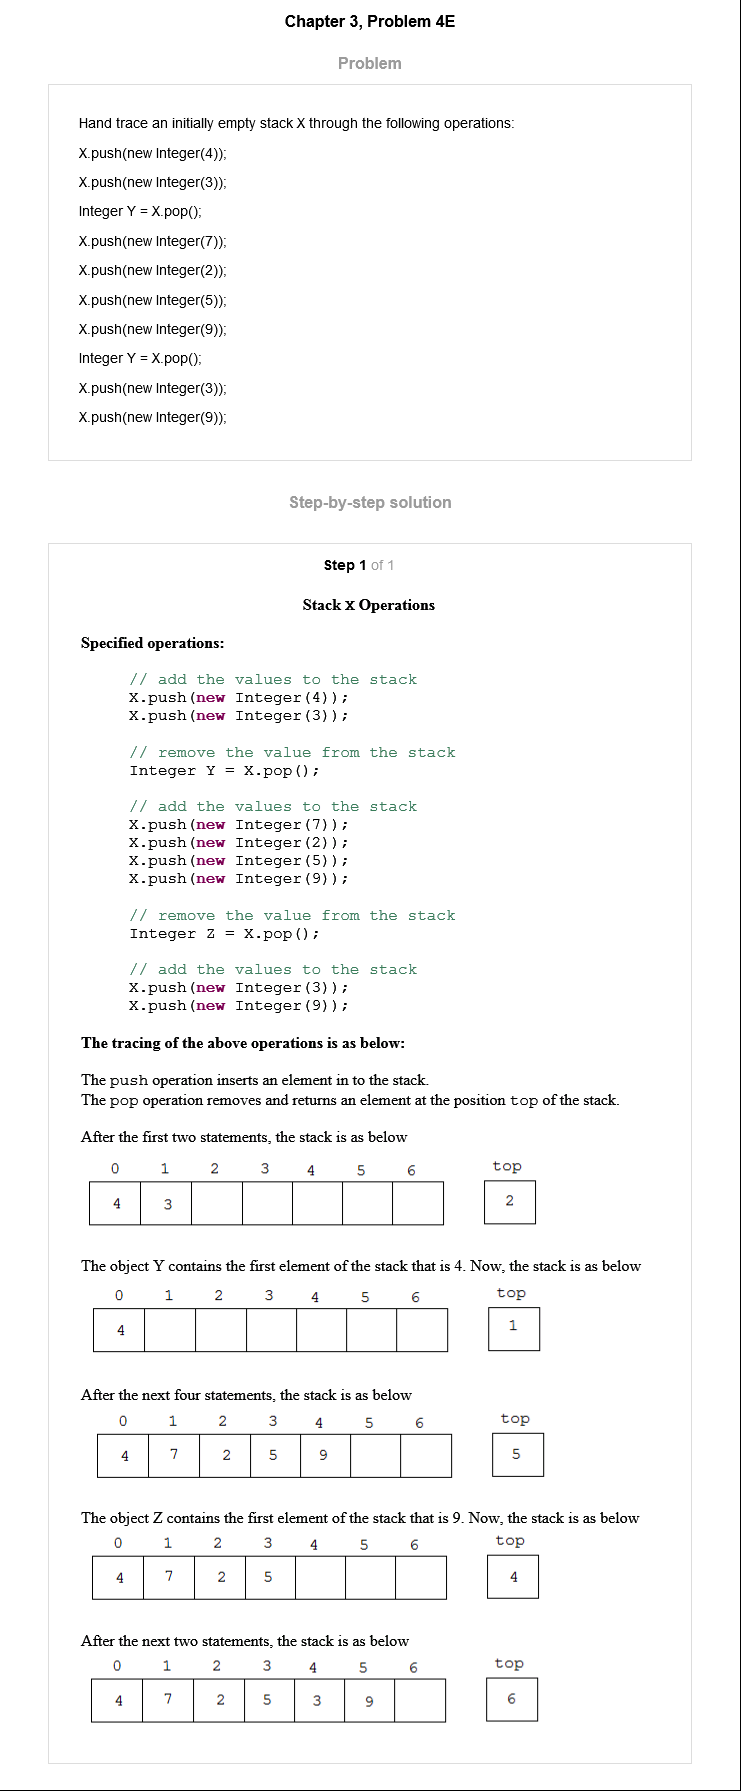 Chapter 3, Problem 4E
Problem
Hand trace an initially empty stack X through the following operations:
X.push(new Integer(4));
X.push(new Integer(3));
Integer Y = X.pop();
X.push(new Integer(7));
X.push(new Integer(2));
X.push(new Integer(5));
X.push(new Integer(9));
Integer Y = X.pop();
X.push(new Integer(3));
X.push(new Integer(9));
Step-by-step solution
Step 1 of 1
Stack X Operations
Specified operations:
// add the values to the stack
X.push(new Integer(4));
X.push(new Integer(3));
// remove the value from the stack
Integer Y = X.pop();
// add the values to the stack
X.push(new Integer(7));
X.push(new Integer(2));
X.push(new Integer(5));
X.push(new Integer(9));
// remove the value from the stack
Integer Z = X.pop();
// add the values to the stack
X.push(new Integer(3));
X.push(new Integer(9));
The tracing of the above operations is as below:
The push operation inserts an element in to the stack.
The pop operation removes and returns an element at the position top of the stack.
After the first two statements, the stack is as below
0 1 2 3 4 5 6 top
4 3 2
The object Y contains the first element of the stack that is 4. Now, the stack is as below
0 1 2 3 4 5 6 top
4 1
After the next four statements, the stack is as below
0 1 2 3 4 5 6 top
4 7 2 5 9 5
The object Z contains the first element of the stack that is 9. Now, the stack is as below
0 1 2 3 4 5 6 top
4 7 2 5 4
After the next two statements, the stack is as below
0 1 2 3 4 5 6 top
4 7 2 5 3 9 6